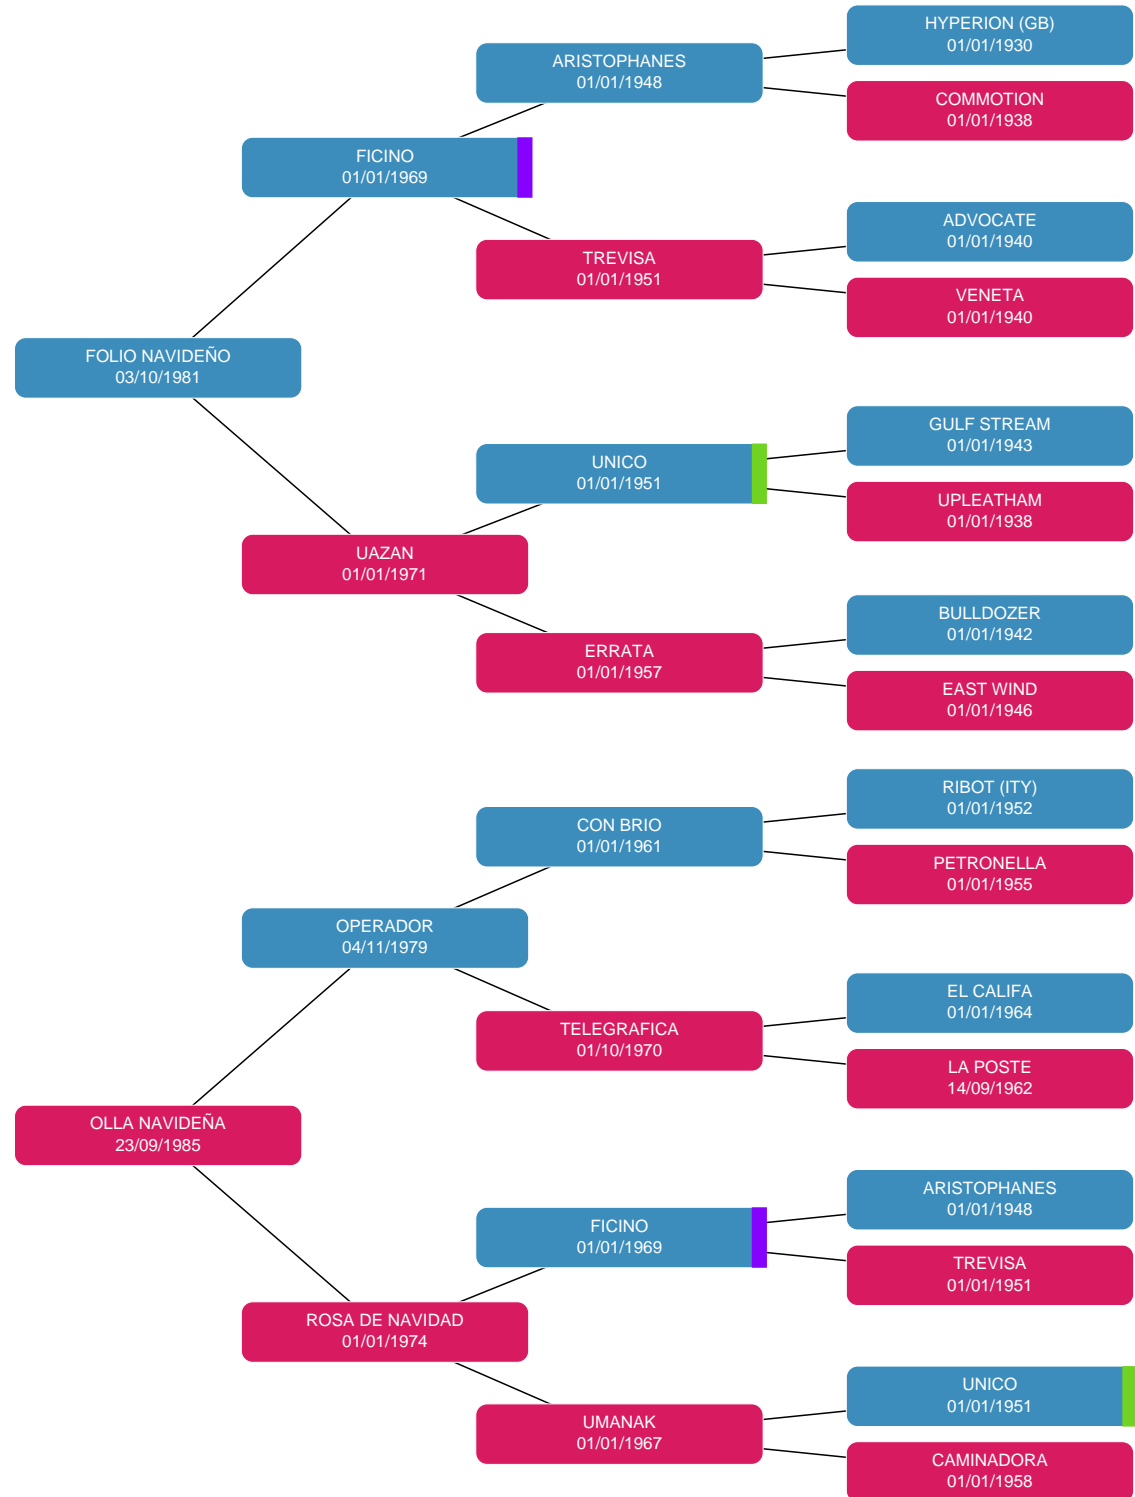 HYPERION (GB)
01/01/1930
ARISTOPHANES
01/01/1948
COMMOTION
01/01/1938
FICINO
01/01/1969
ADVOCATE
01/01/1940
TREVISA
01/01/1951
VENETA
01/01/1940
FOLIO NAVIDEÑO
03/10/1981
GULF STREAM
01/01/1943
UNICO
01/01/1951
UPLEATHAM
01/01/1938
UAZAN
01/01/1971
BULLDOZER
01/01/1942
ERRATA
01/01/1957
EAST WIND
01/01/1946
RIBOT (ITY)
01/01/1952
CON BRIO
01/01/1961
PETRONELLA
01/01/1955
OPERADOR
04/11/1979
EL CALIFA
01/01/1964
TELEGRAFICA
01/10/1970
LA POSTE
14/09/1962
OLLA NAVIDEÑA
23/09/1985
ARISTOPHANES
01/01/1948
FICINO
01/01/1969
TREVISA
01/01/1951
ROSA DE NAVIDAD
01/01/1974
UNICO
01/01/1951
UMANAK
01/01/1967
CAMINADORA
01/01/1958